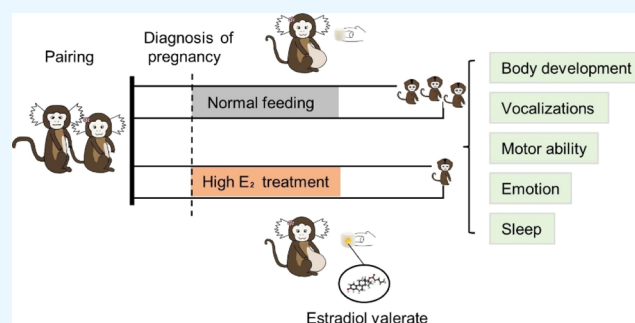 Diagnosis of
pregnancy
Pairing
Normal feeding
High E₂ treatment
Estradiol valerate
Body development
Vocalizations
Motor ability
Emotion
Sleep